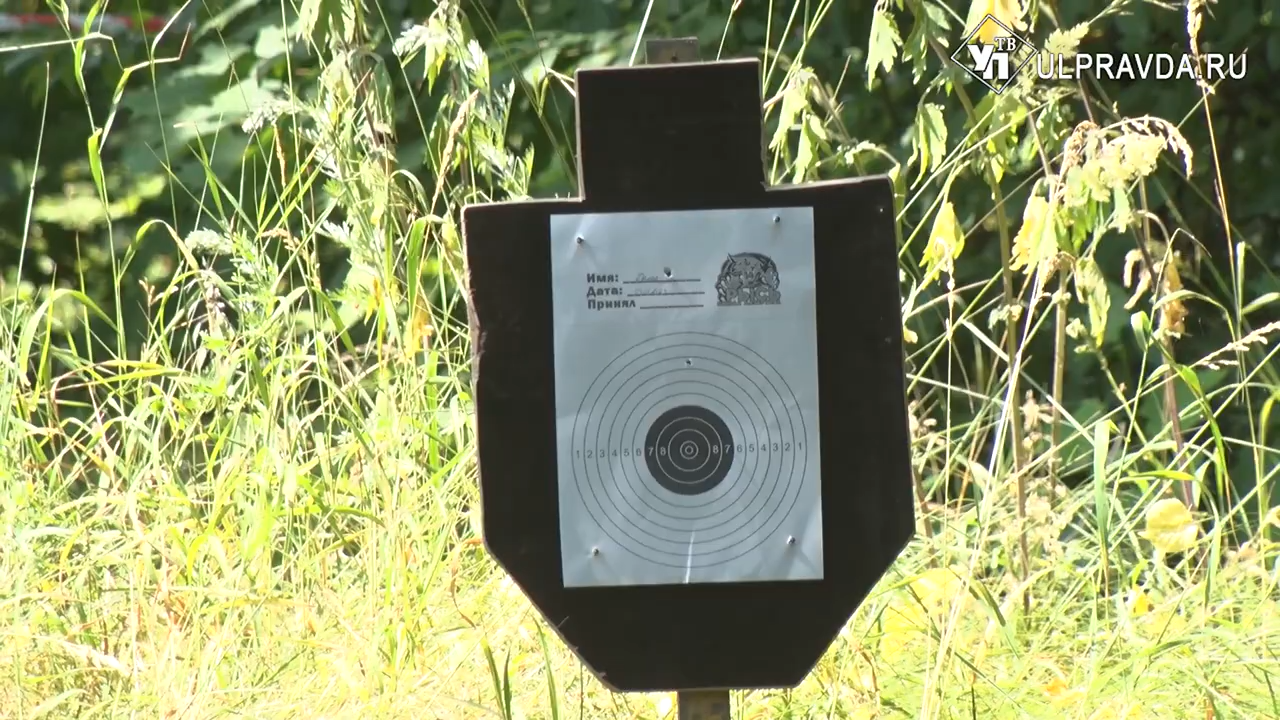 УП ТВ ULPRAVDA.RU
Имя:
Дата:
Принял
1 2 3 4 5 6 7 8 8 7 6 5 4 3 2 1